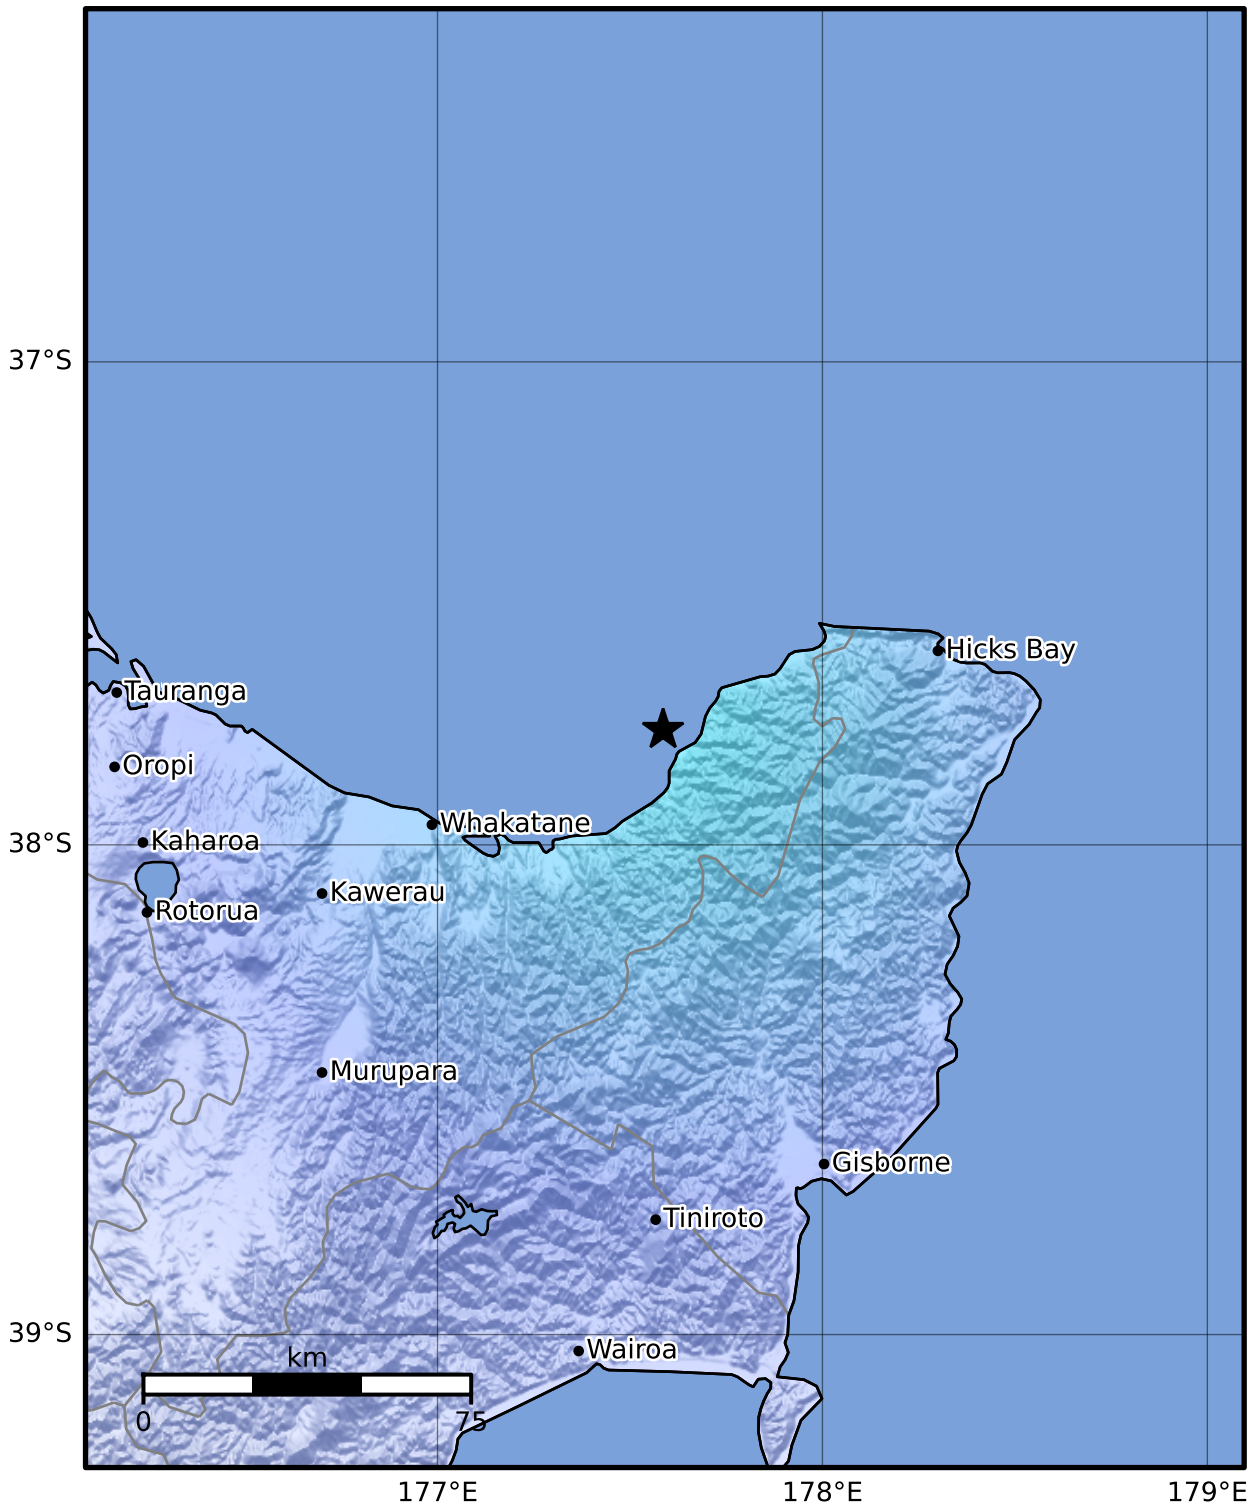 37°S
Hicks Bay
Tauranga
Oropi
Whakatane
38°S
Kaharoa
Kawerau
Rotorua
Murupara
Gisborne
Tiniroto
39°S
Wairoa
km
0 75
177°E 178°E 179°E